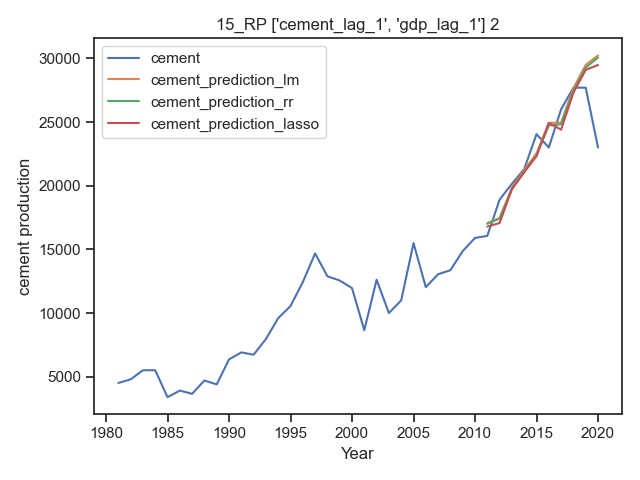 15_RP ['cement_lag_1', 'gdp_lag_1'] 2
cement
cement_prediction_lm
cement_prediction_rr
cement_prediction_lasso
cement production
30000
25000
20000
15000
10000
5000
1980 1985 1990 1995 2000 2005 2010 2015 2020
Year